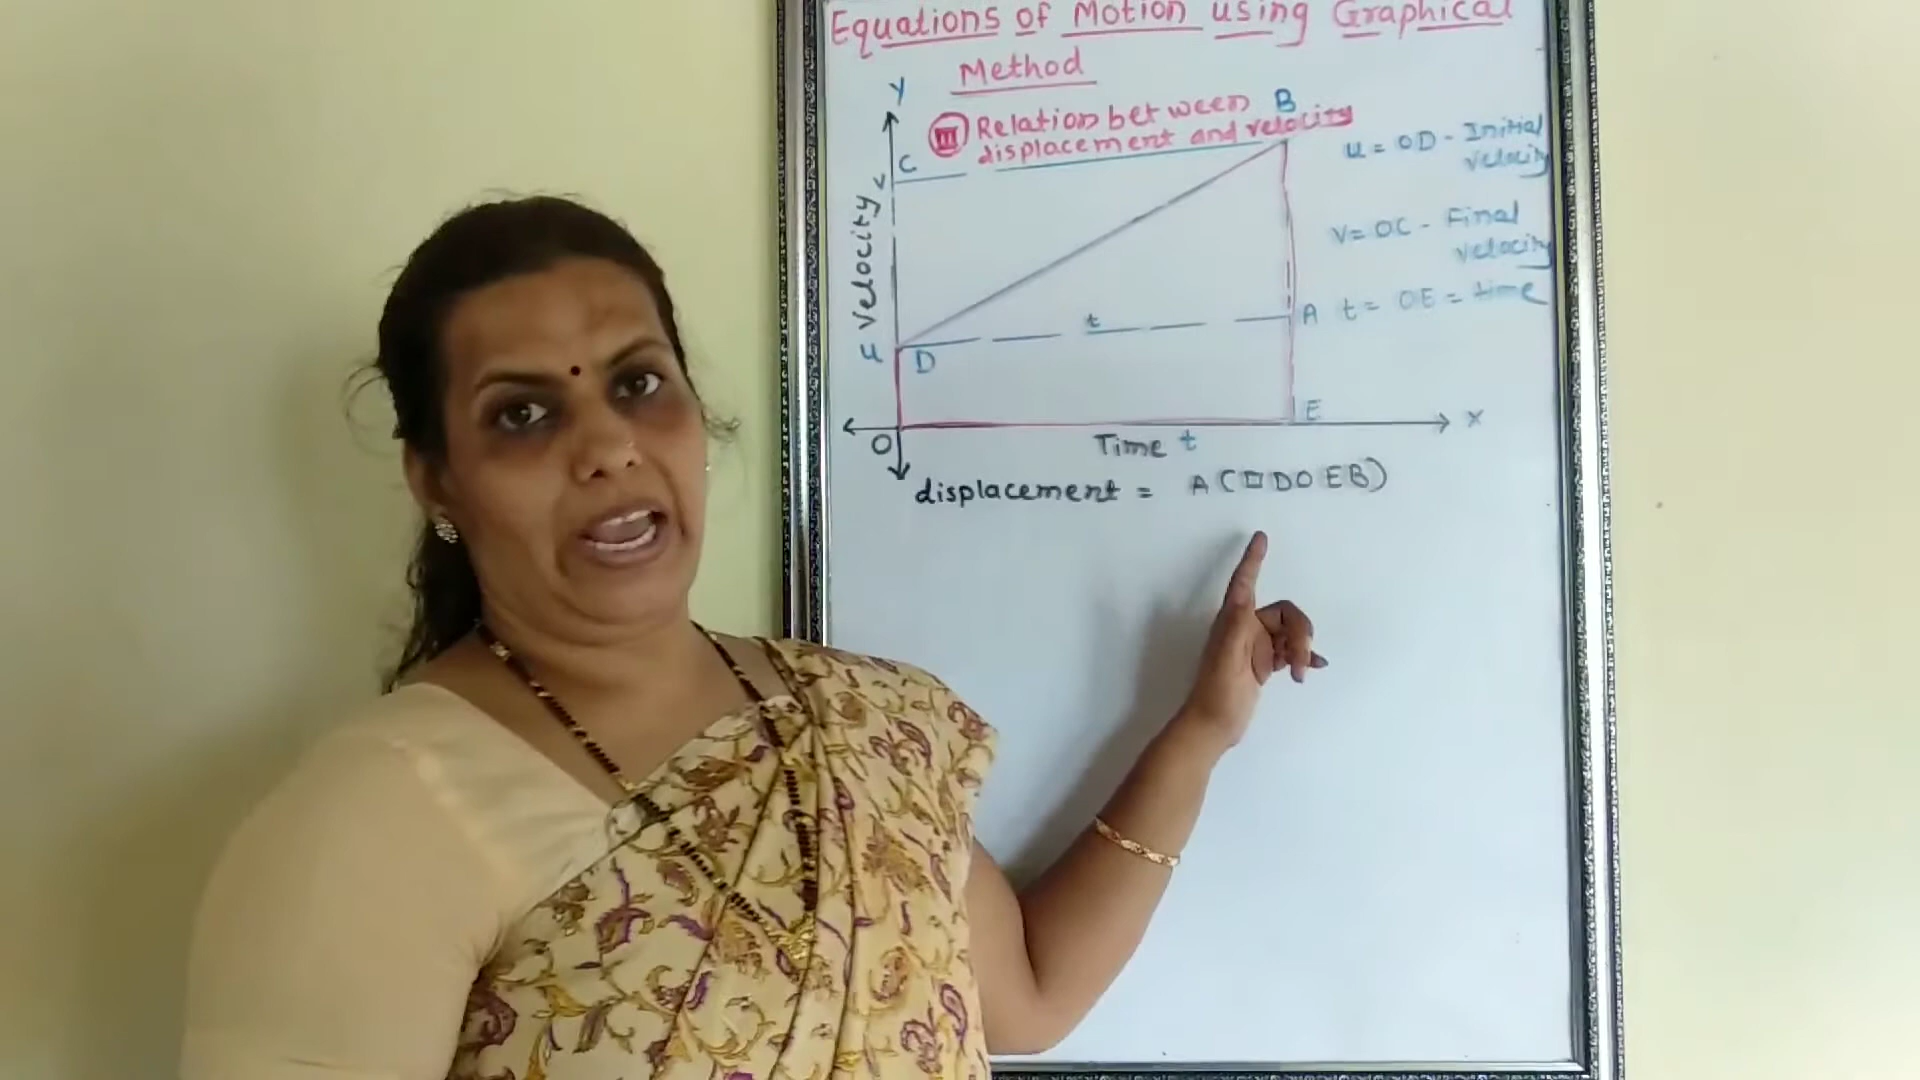 Equations of Motion using Graphical
Method
Y
III Relation between
displacement and velocity
B
C
v
Velocity
u
D
t
A
E
O
X
Time t
u = OD - Initial
velocity
v = OC - Final
velocity
t = OE = time
displacement = A(□DOEB)